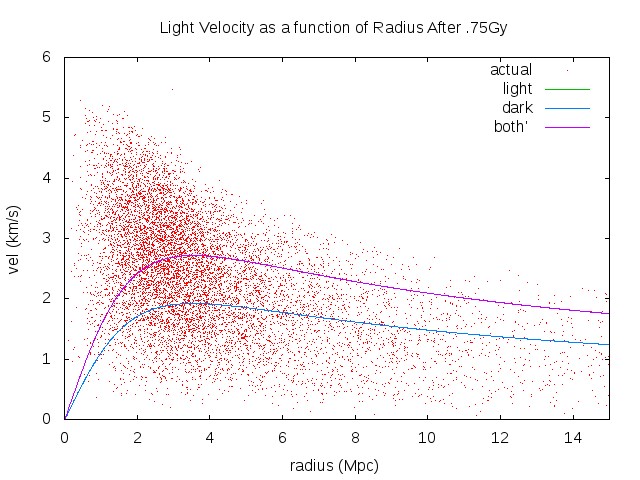 Light Velocity as a function of Radius After .75Gy
6
5
4
3
2
1
0
vel (km/s)
actual
light
dark
both'
0 2 4 6 8 10 12 14
radius (Mpc)